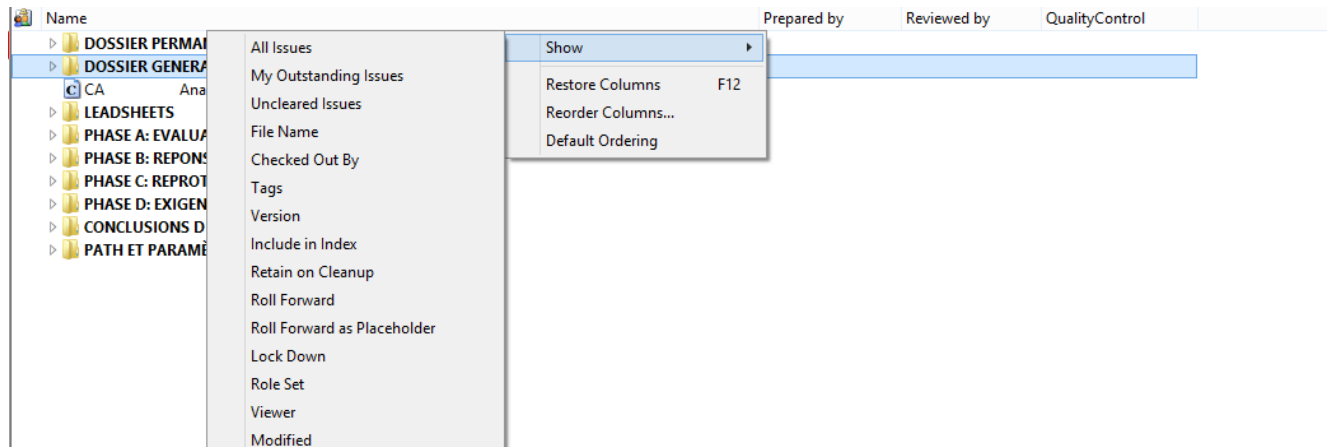 Name Prepared by Reviewed by QualityControl
DOSSIER PERMA
DOSSIER GENERA
CA Ana
LEADSHEETS
PHASE A: EVALUA
PHASE B: REPONS
PHASE C: REPROT
PHASE D: EXIGEN
CONCLUSIONS D
PATH ET PARAMÈ
All Issues
My Outstanding Issues
Uncleared Issues
File Name
Checked Out By
Tags
Version
Include in Index
Retain on Cleanup
Roll Forward
Roll Forward as Placeholder
Lock Down
Role Set
Viewer
Modified
Show
Restore Columns F12
Reorder Columns...
Default Ordering